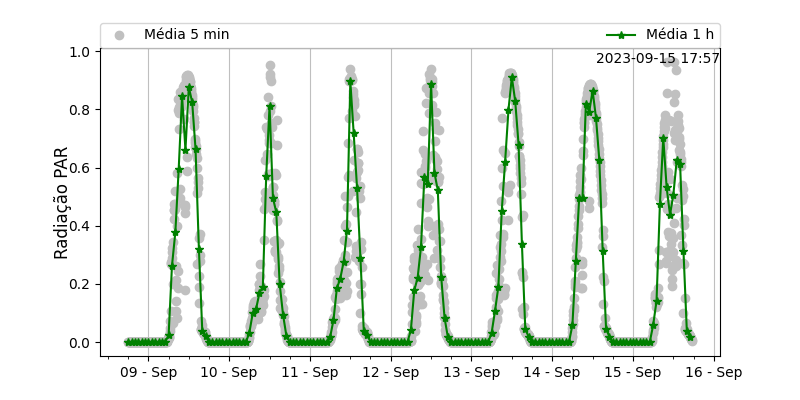 Média 5 min
Média 1 h
2023-09-15 17:57
Radiação PAR
1.0
0.8
0.6
0.4
0.2
0.0
09 - Sep
10 - Sep
11 - Sep
12 - Sep
13 - Sep
14 - Sep
15 - Sep
16 - Sep